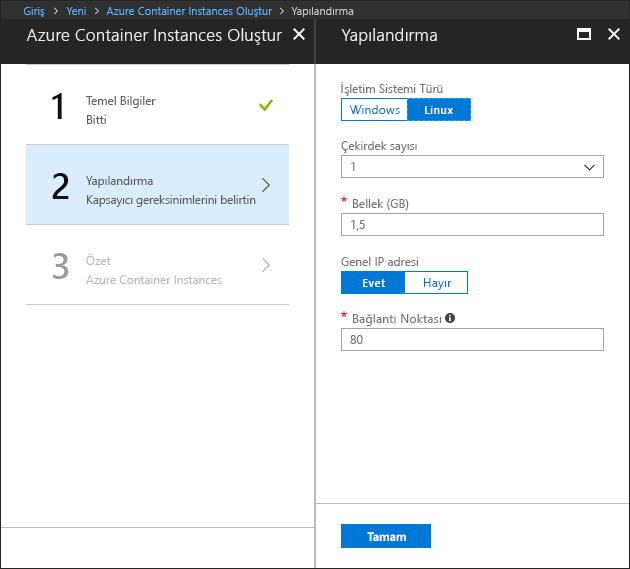 Giriş > Yeni > Azure Container Instances Oluştur > Yapılandırma
Azure Container Instances Oluştur
1
Temel Bilgiler
Bitti
2
Yapılandırma
Kapsayıcı gereksinimlerini belirtin
3
Özet
Azure Container Instances
Yapılandırma
İşletim Sistemi Türü
Windows Linux
Çekirdek sayısı
1
* Bellek (GB)
1,5
Genel IP adresi
Evet Hayır
* Bağlantı Noktası
80
Tamam